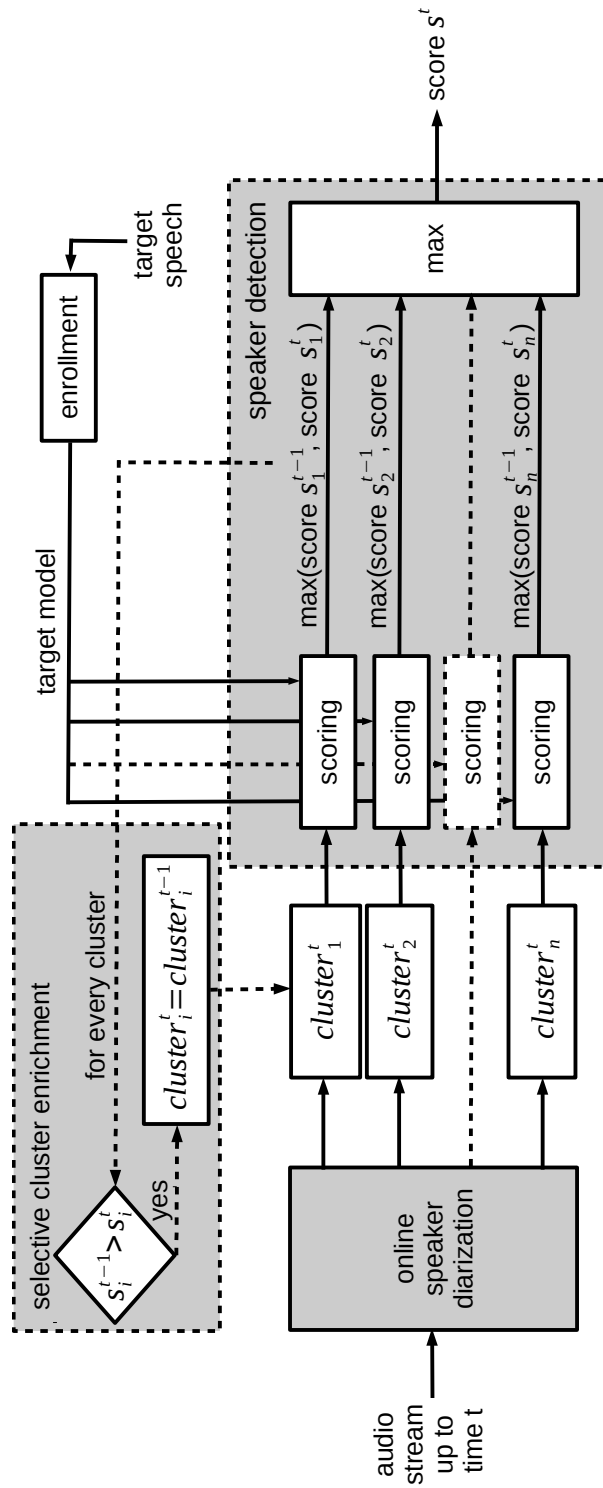 selective cluster enrichment
s_i^{t-1} > s_i^t
yes
for every cluster
cluster_i^t = cluster_i^{t-1}
target model
enrollment
target
speech
audio
stream
up to
time t
online
speaker
diarization
cluster_1^t
cluster_2^t
cluster_n^t
speaker detection
scoring
scoring
scoring
scoring
max(score s_1^{t-1}, score s_1^t)
max(score s_2^{t-1}, score s_2^t)
max(score s_n^{t-1}, score s_n^t)
max
score s^t